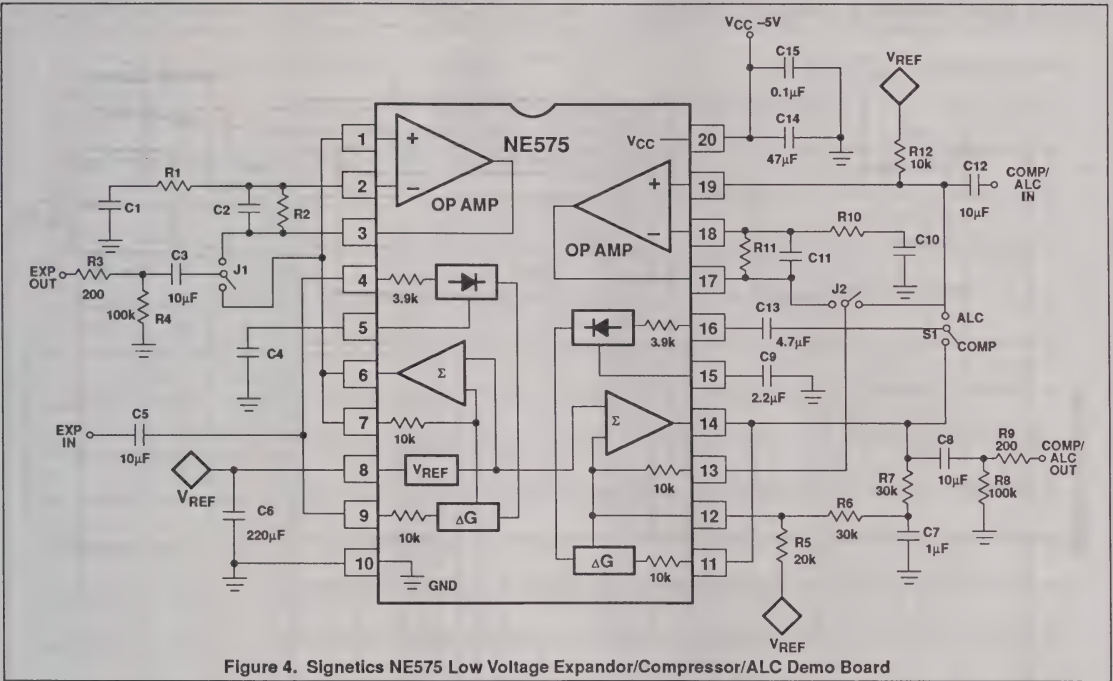 VCC –5V
C15
0.1µF
C14
47µF
VREF
R12
10k
C12
10µF
COMP/
ALC
IN
NE575
1
+
2
–
OP AMP
3
4
3.9k
5
6
Σ
7
10k
8
VREF
9
10k
ΔG
10
GND
VCC
20
19
+
18
–
OP AMP
17
16
3.9k
15
14
Σ
13
10k
12
11
10k
ΔG
R1
C1
C2
R2
EXP
OUT
R3
200
R4
100k
C3
10µF
J1
C4
EXP
IN
C5
10µF
VREF
C6
220µF
R11
C11
R10
C10
J2
C13
4.7µF
S1
ALC
COMP
C9
2.2µF
R7
30k
C8
10µF
R9
200
COMP/
ALC
OUT
R8
100k
R6
30k
C7
1µF
R5
20k
VREF
Figure 4. Signetics NE575 Low Voltage Expandor/Compressor/ALC Demo Board